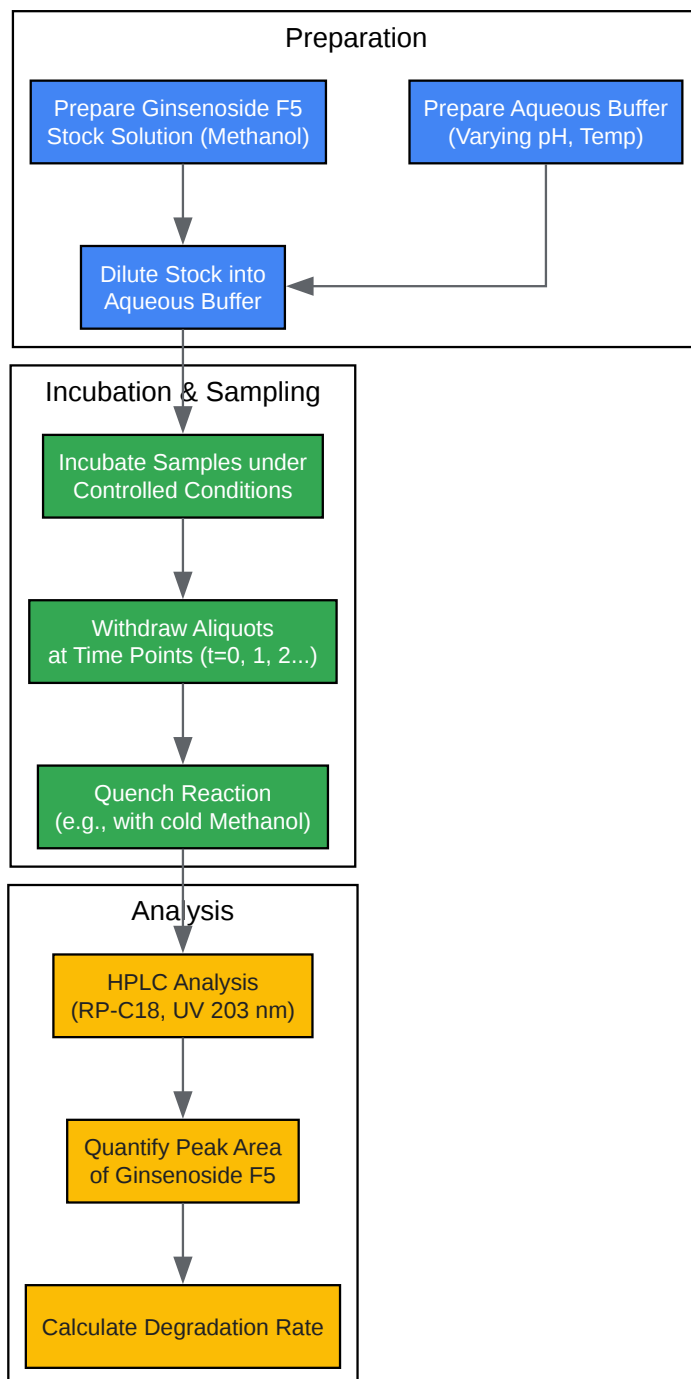 Preparation
Prepare Ginsenoside F5
Stock Solution (Methanol)
Prepare Aqueous Buffer
(Varying pH, Temp)
Dilute Stock into
Aqueous Buffer
Incubation & Sampling
Incubate Samples under
Controlled Conditions
Withdraw Aliquots
at Time Points (t=0, 1, 2...)
Quench Reaction
(e.g., with cold Methanol)
Analysis
HPLC Analysis
(RP-C18, UV 203 nm)
Quantify Peak Area
of Ginsenoside F5
Calculate Degradation Rate